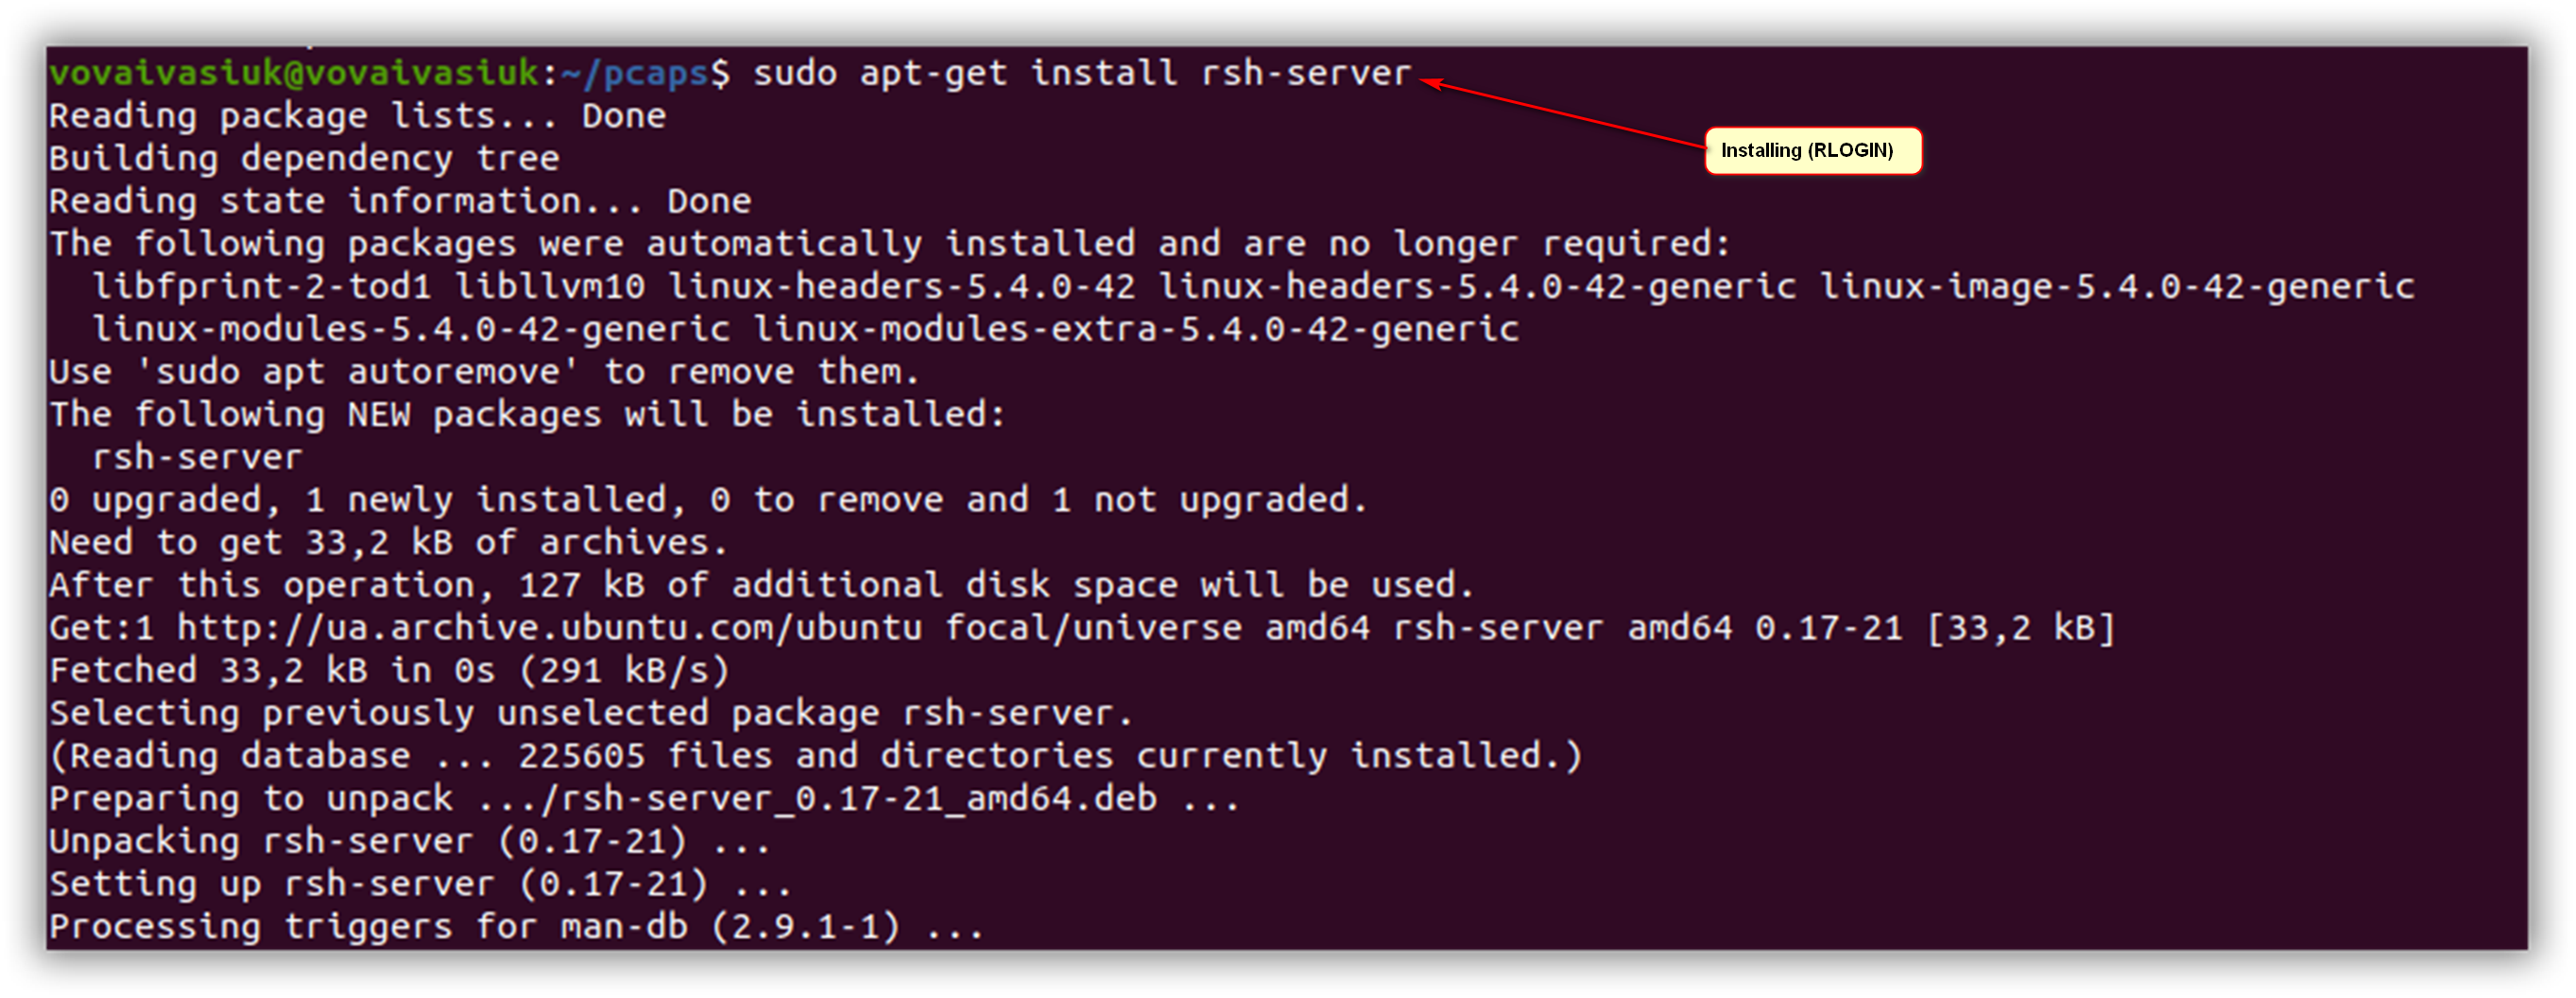 vovaivasiuk@vovaivasiuk:~/pcaps$ sudo apt-get install rsh-server
Reading package lists... Done
Installing (RLOGIN)
Building dependency tree
Reading state information... Done
The following packages were automatically installed and are no longer required:
  libfprint-2-tod1 libllvm10 linux-headers-5.4.0-42 linux-headers-5.4.0-42-generic linux-image-5.4.0-42-generic
  linux-modules-5.4.0-42-generic linux-modules-extra-5.4.0-42-generic
Use 'sudo apt autoremove' to remove them.
The following NEW packages will be installed:
  rsh-server
0 upgraded, 1 newly installed, 0 to remove and 1 not upgraded.
Need to get 33,2 kB of archives.
After this operation, 127 kB of additional disk space will be used.
Get:1 http://ua.archive.ubuntu.com/ubuntu focal/universe amd64 rsh-server amd64 0.17-21 [33,2 kB]
Fetched 33,2 kB in 0s (291 kB/s)
Selecting previously unselected package rsh-server.
(Reading database ... 225605 files and directories currently installed.)
Preparing to unpack .../rsh-server_0.17-21_amd64.deb ...
Unpacking rsh-server (0.17-21) ...
Setting up rsh-server (0.17-21) ...
Processing triggers for man-db (2.9.1-1) ...